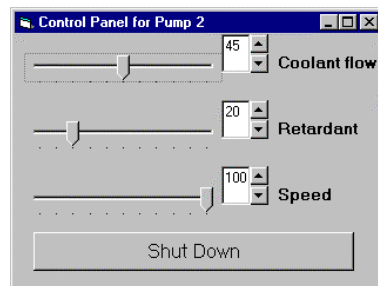 Control Panel for Pump 2
45
Coolant flow
20
Retardant
100
Speed
Shut Down